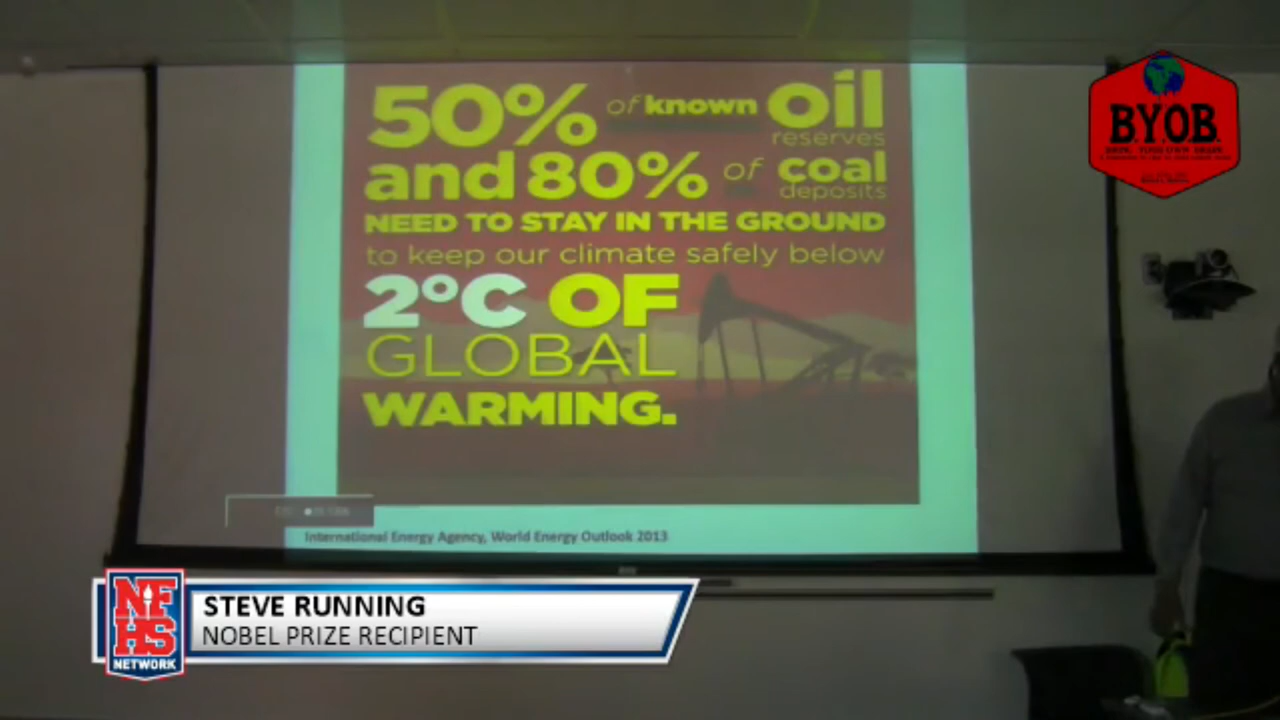 50% of known oil
reserves
and 80% of coal
deposits
NEED TO STAY IN THE GROUND
to keep our climate safely below
2°C OF
GLOBAL
WARMING.
International Energy Agency, World Energy Outlook 2013
B.Y.O.B.
STEVE RUNNING
NOBEL PRIZE RECIPIENT
NF
HS
NETWORK